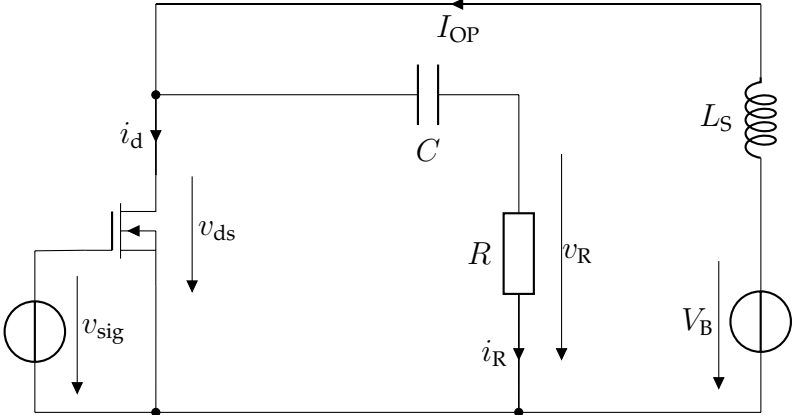 I_OP
L_S
i_d
C
v_ds
R
v_R
v_sig
V_B
i_R